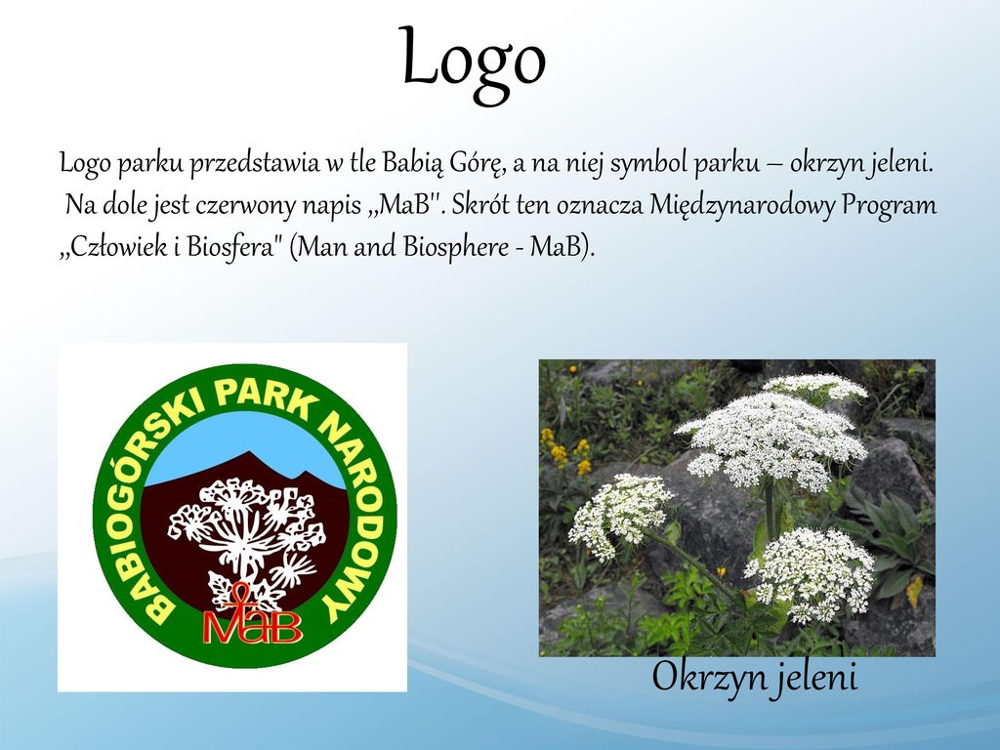 Logo
Logo parku przedstawia w tle Babią Górę, a na niej symbol parku – okrzyn jeleni.
Na dole jest czerwony napis ,,MaB''. Skrót ten oznacza Międzynarodowy Program
,,Człowiek i Biosfera" (Man and Biosphere - MaB).
BABIOGÓRSKI PARK NARODOWY
MaB
Okrzyn jeleni